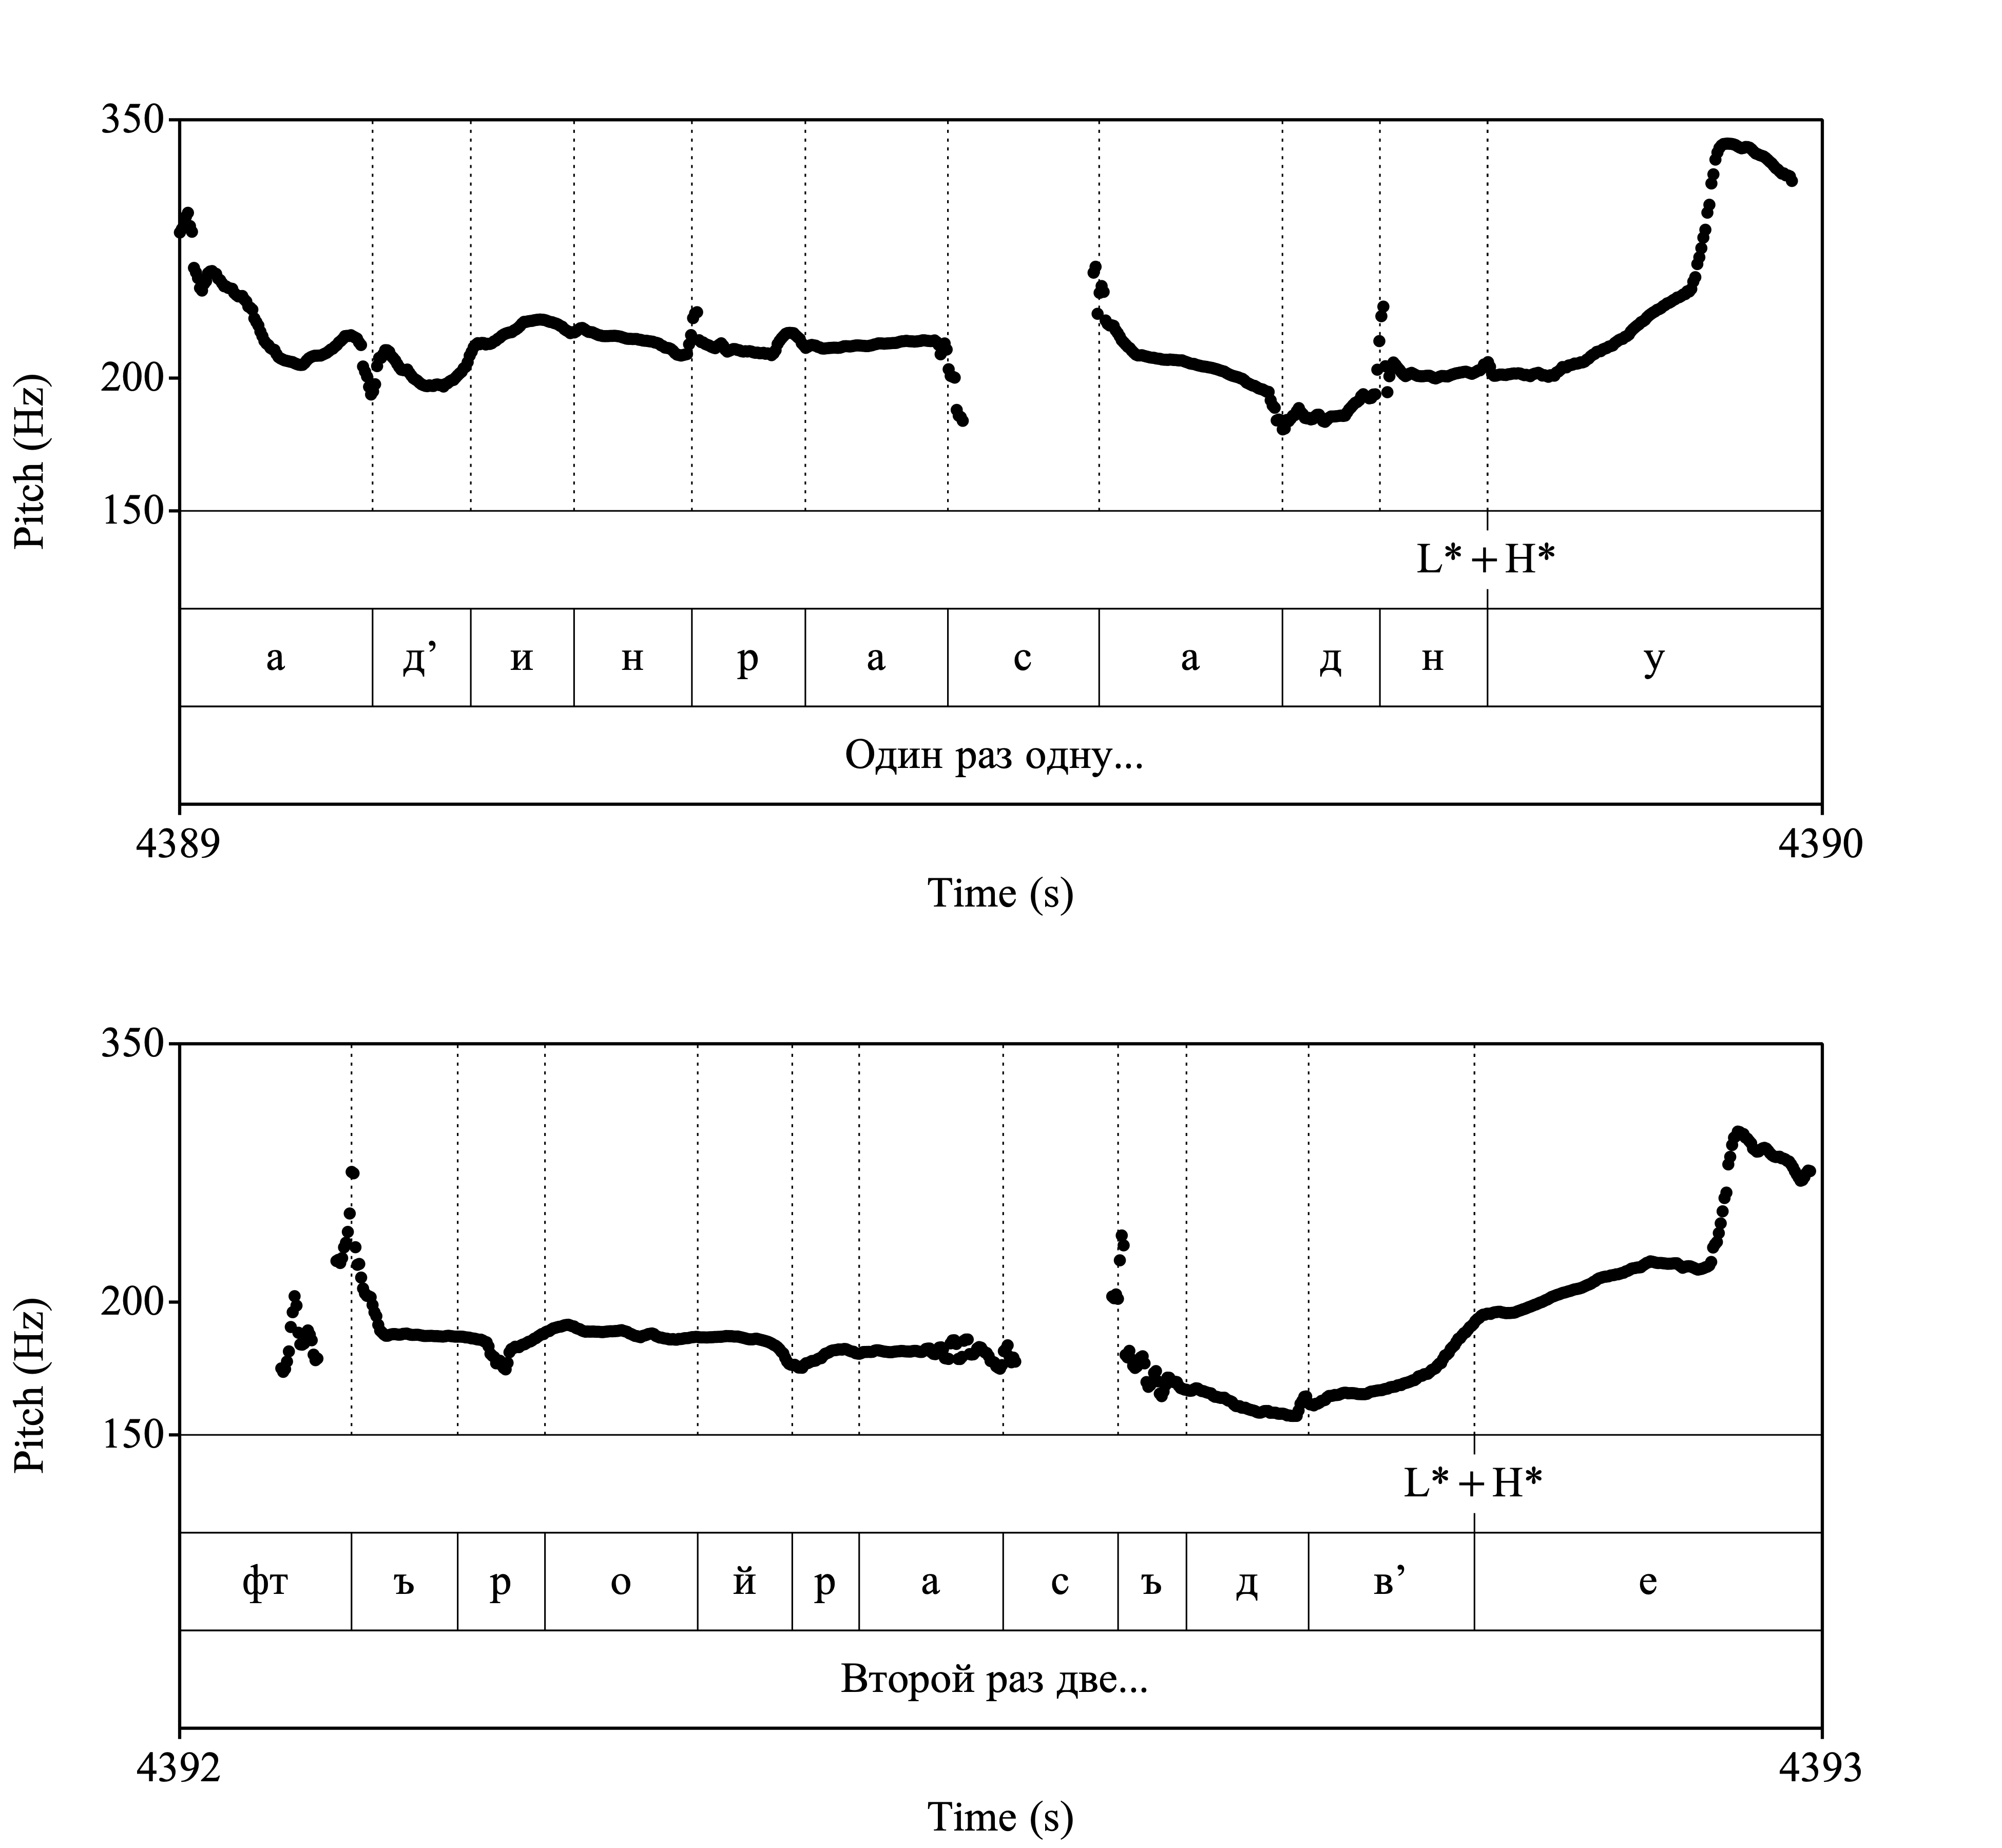 350
200
150
Pitch (Hz)
L* + H*
а д’ и н р а с а д н у
Один раз одну...
4389 4390
Time (s)
350
200
150
Pitch (Hz)
L* + H*
фт ъ р о й р а с ъ д в’ е
Второй раз две...
4392 4393
Time (s)